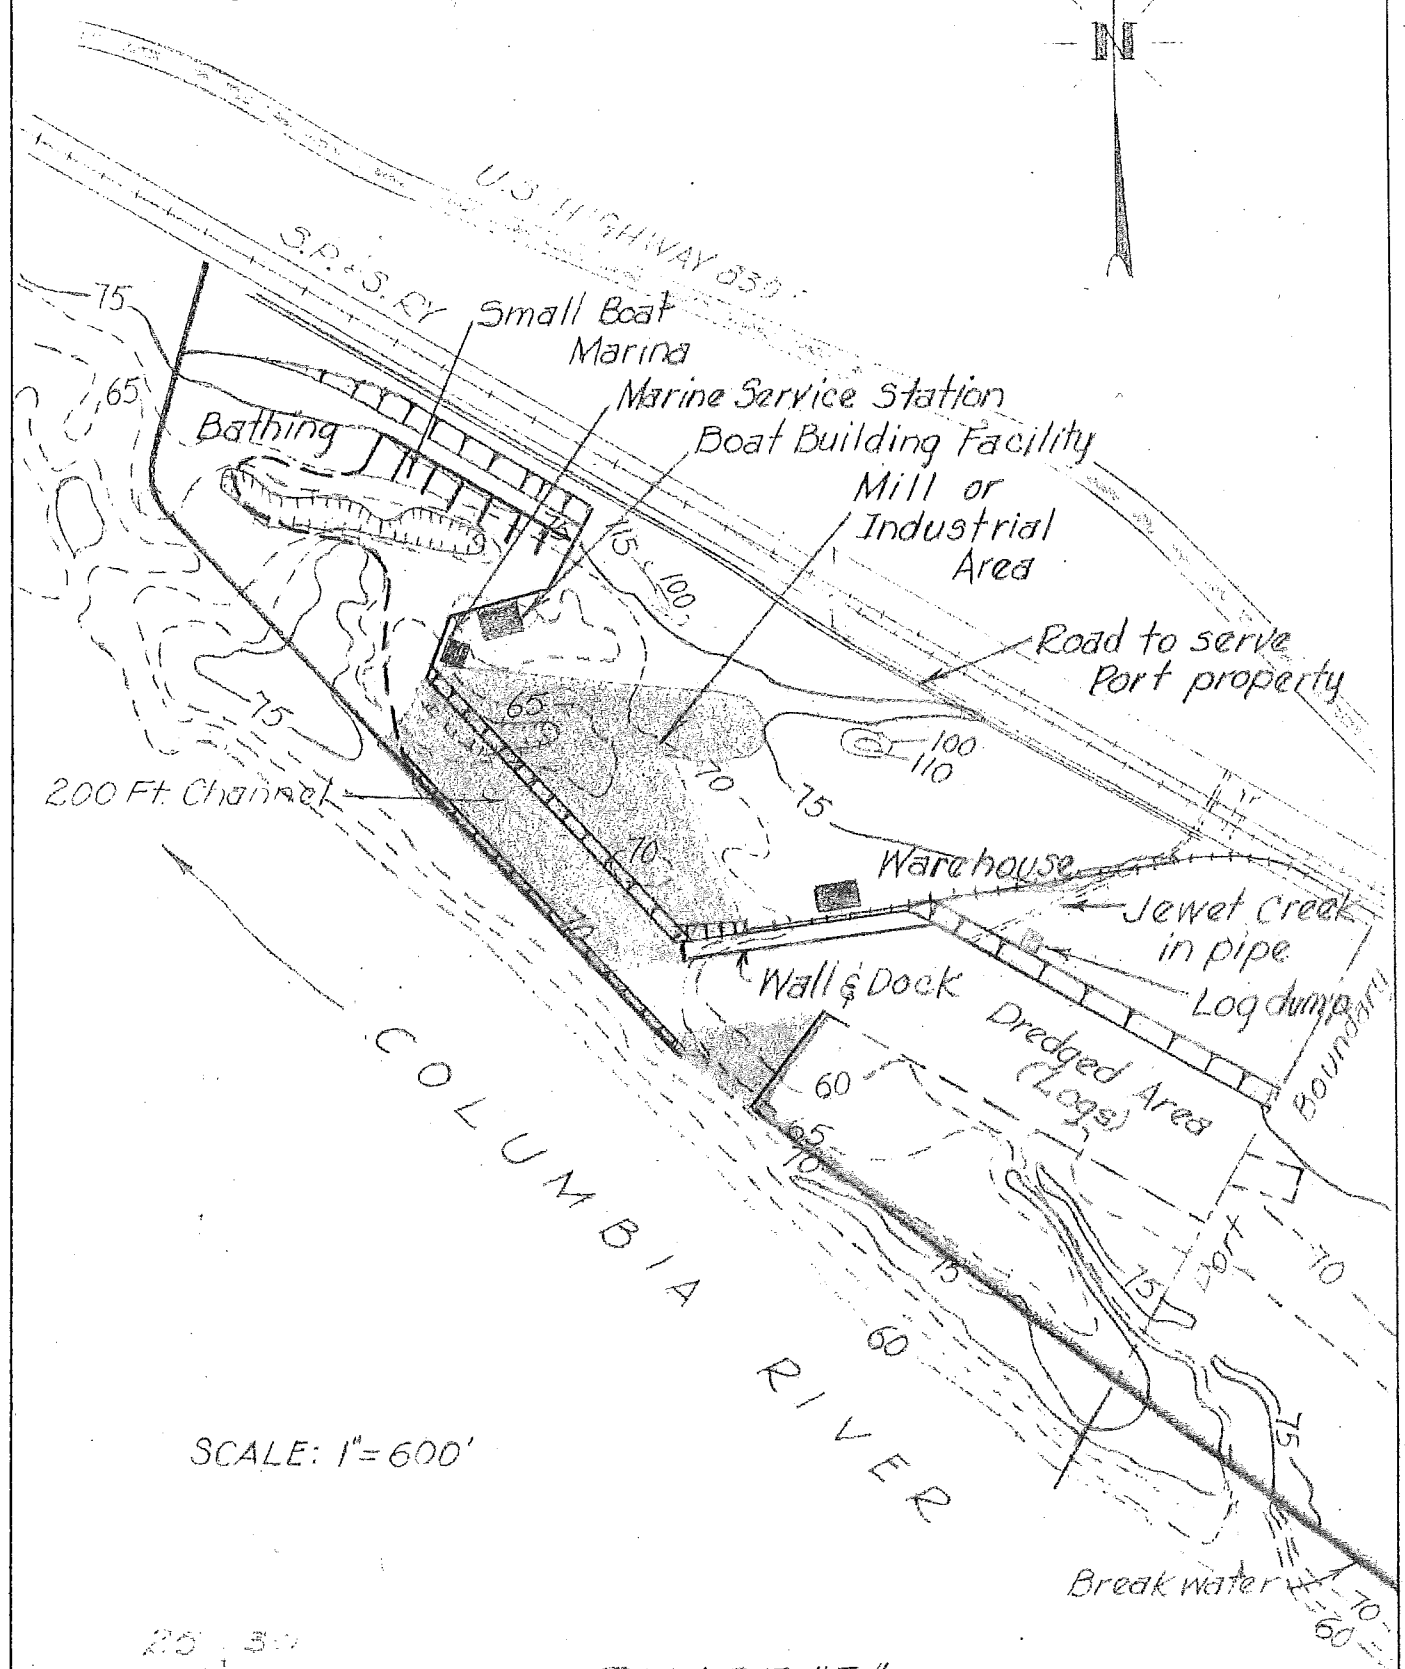 N
U.S. HIGHWAY 830
S.P. & S. RY
75
Small Boat
Marina
65
Marine Service Station
Bathing
Boat Building Facility
Mill or
Industrial
Area
75
115
100
Road to serve
Port property
75
65
100
110
70
200 Ft. Channel
75
70
Warehouse
Jewet Creek
in pipe
70
Wall & Dock
Log dump
Dredged Area
(Logs)
Boundary
60
COLUMBIA RIVER
65
70
Port
70
75
75
60
75
SCALE: 1"=600'
Breakwater
70
60